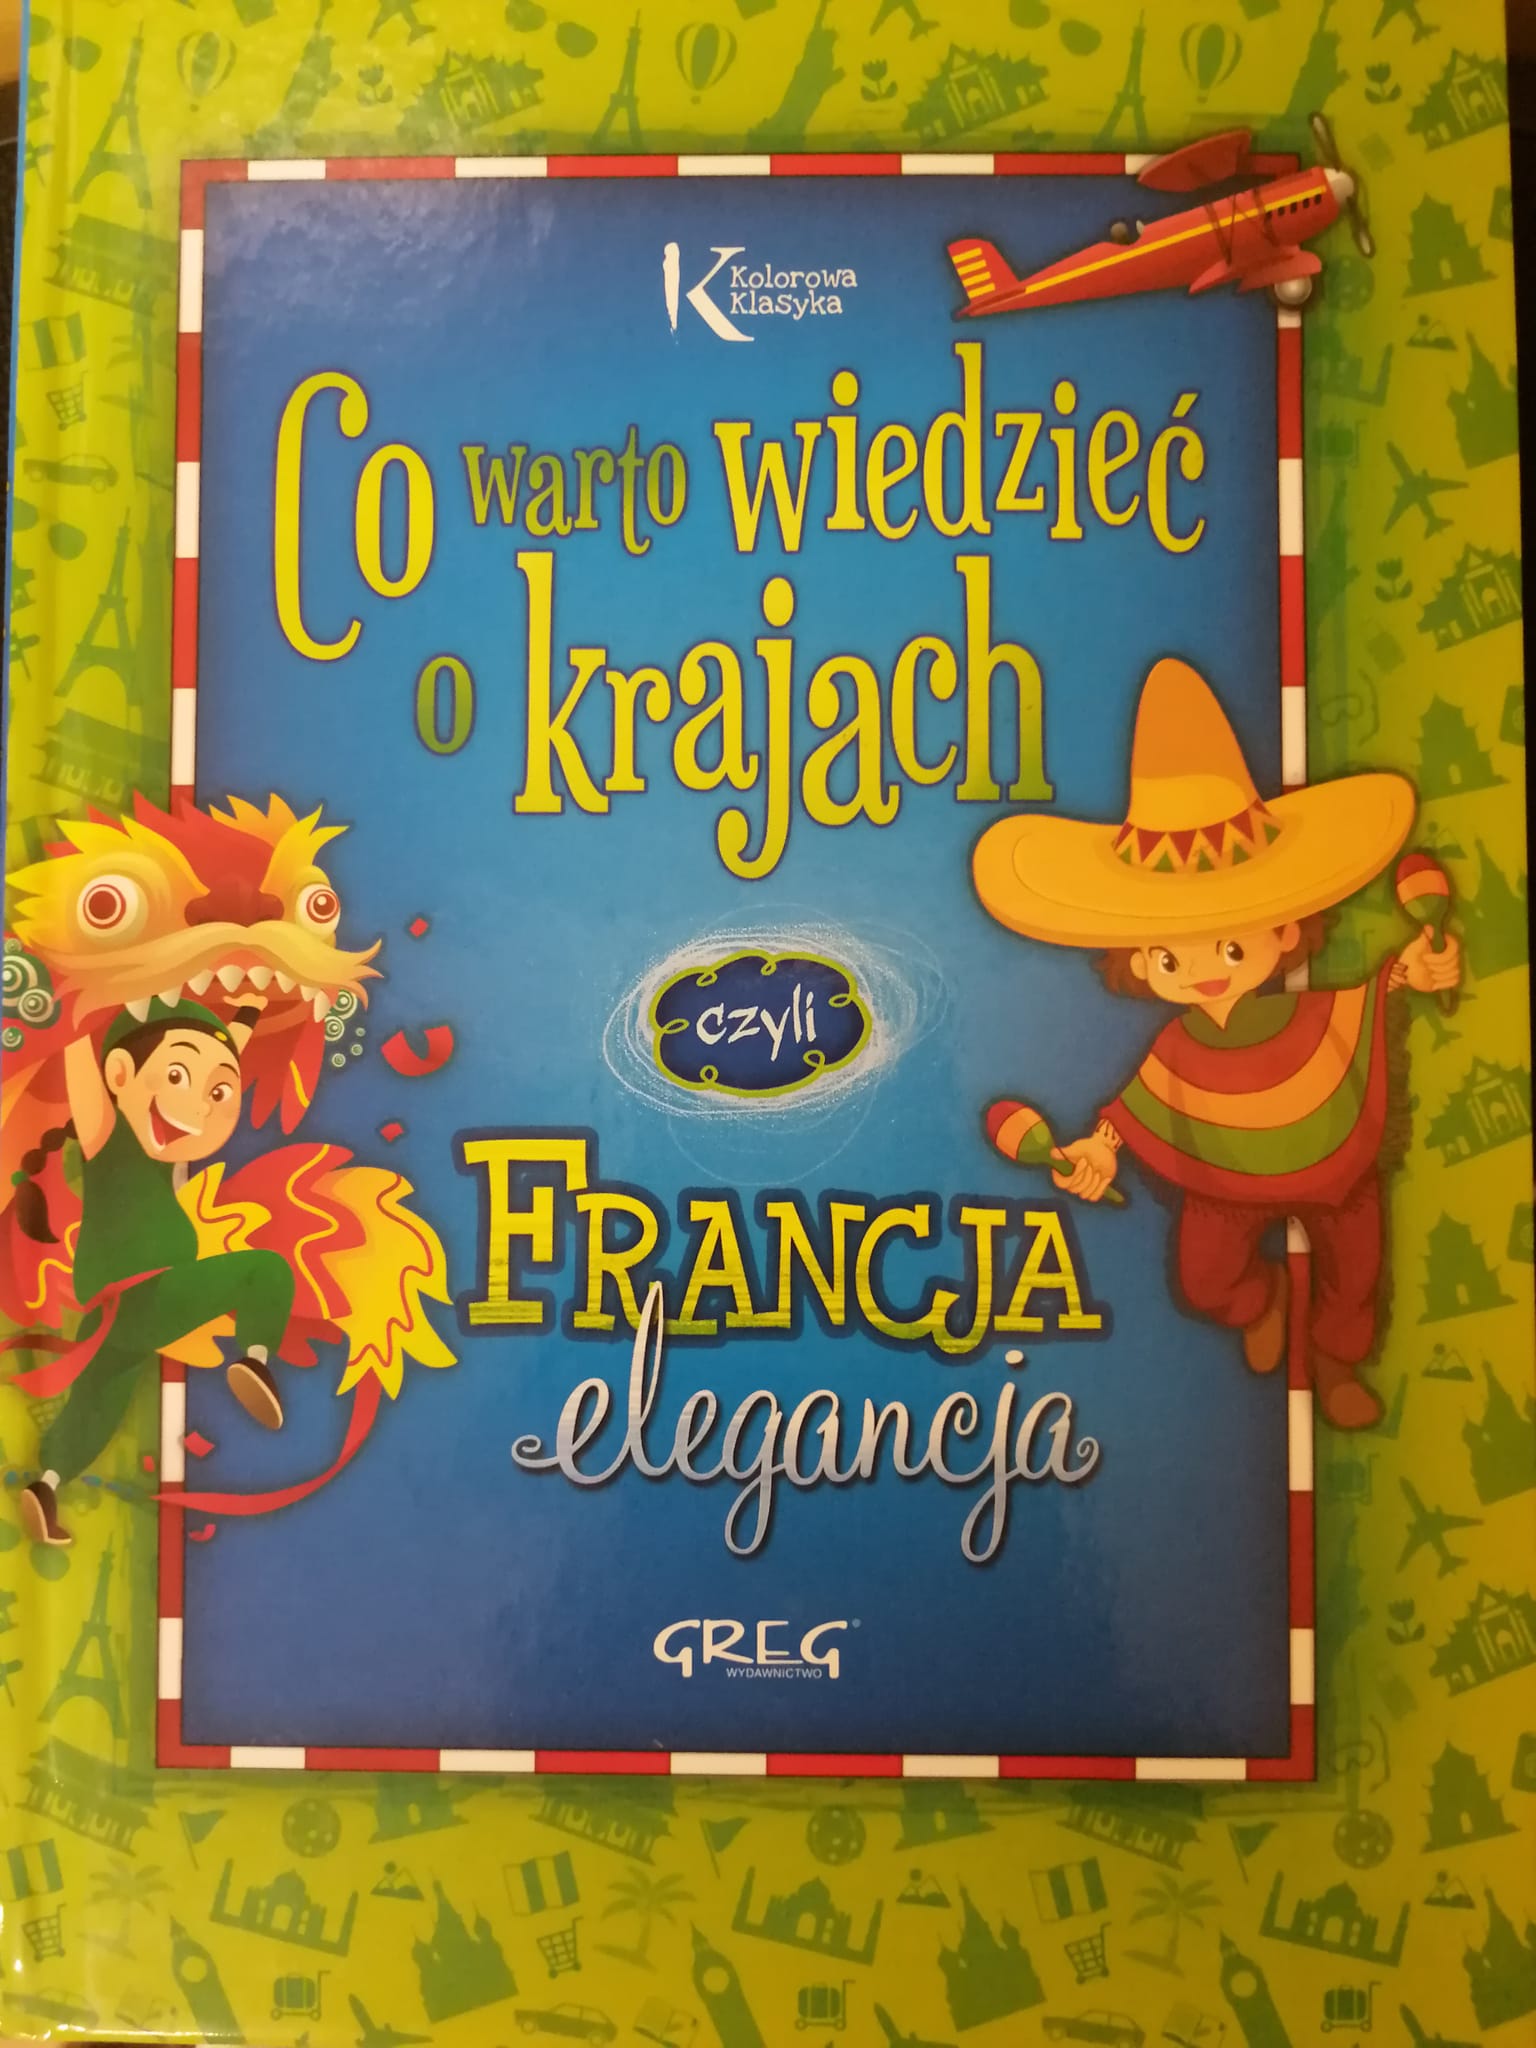 Kolorowa
Klasyka
Co warto wiedzieć
o krajach
czyli
FRANCJA
elegancja
GREG®
WYDAWNICTWO